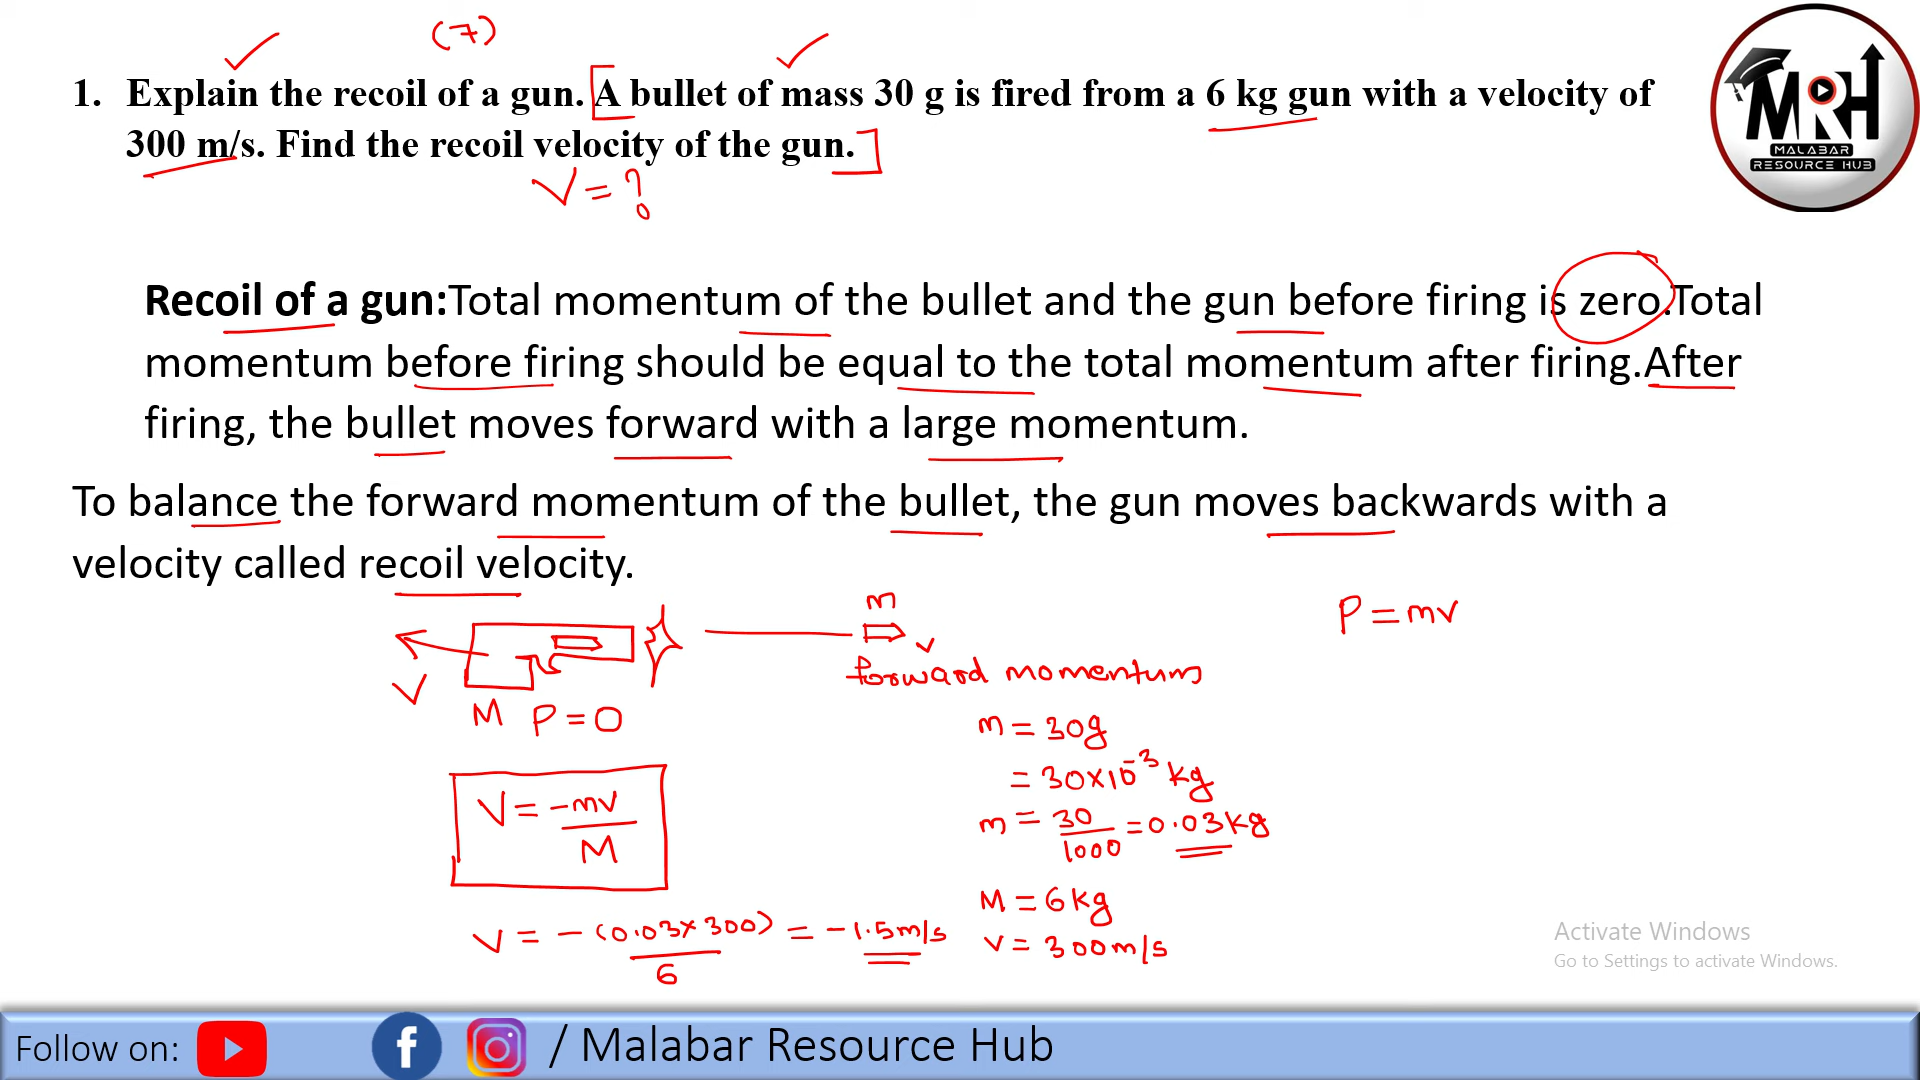 (7)
1. Explain the recoil of a gun. [A bullet of mass 30 g is fired from a 6 kg gun with a velocity of
300 m/s. Find the recoil velocity of the gun.]
V = ?
MRH
MALABAR
RESOURCE HUB
Recoil of a gun:Total momentum of the bullet and the gun before firing is zero.Total
momentum before firing should be equal to the total momentum after firing.After
firing, the bullet moves forward with a large momentum.
To balance the forward momentum of the bullet, the gun moves backwards with a
velocity called recoil velocity.
m
P = mv
v
forward momentum
V
M P = 0
m = 30g
= 30×10⁻³ kg
m = 30/1000 = 0.03kg
M = 6kg
v = 300m/s
V = -mv/M
V = -(0.03×300)/6 = -1.5m/s
Activate Windows
Go to Settings to activate Windows.
Follow on: f / Malabar Resource Hub